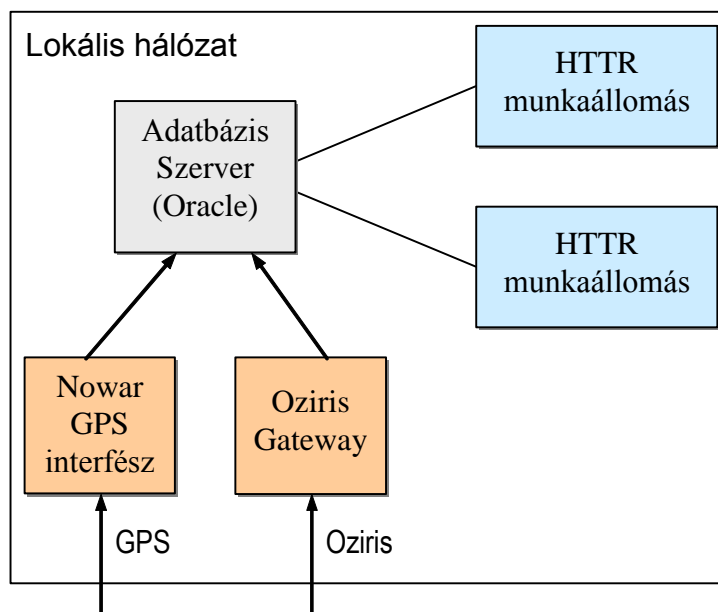 Lokális hálózat
HTTR
munkaállomás
Adatbázis
Szerver
(Oracle)
HTTR
munkaállomás
Nowar
GPS
interfész
Oziris
Gateway
GPS
Oziris